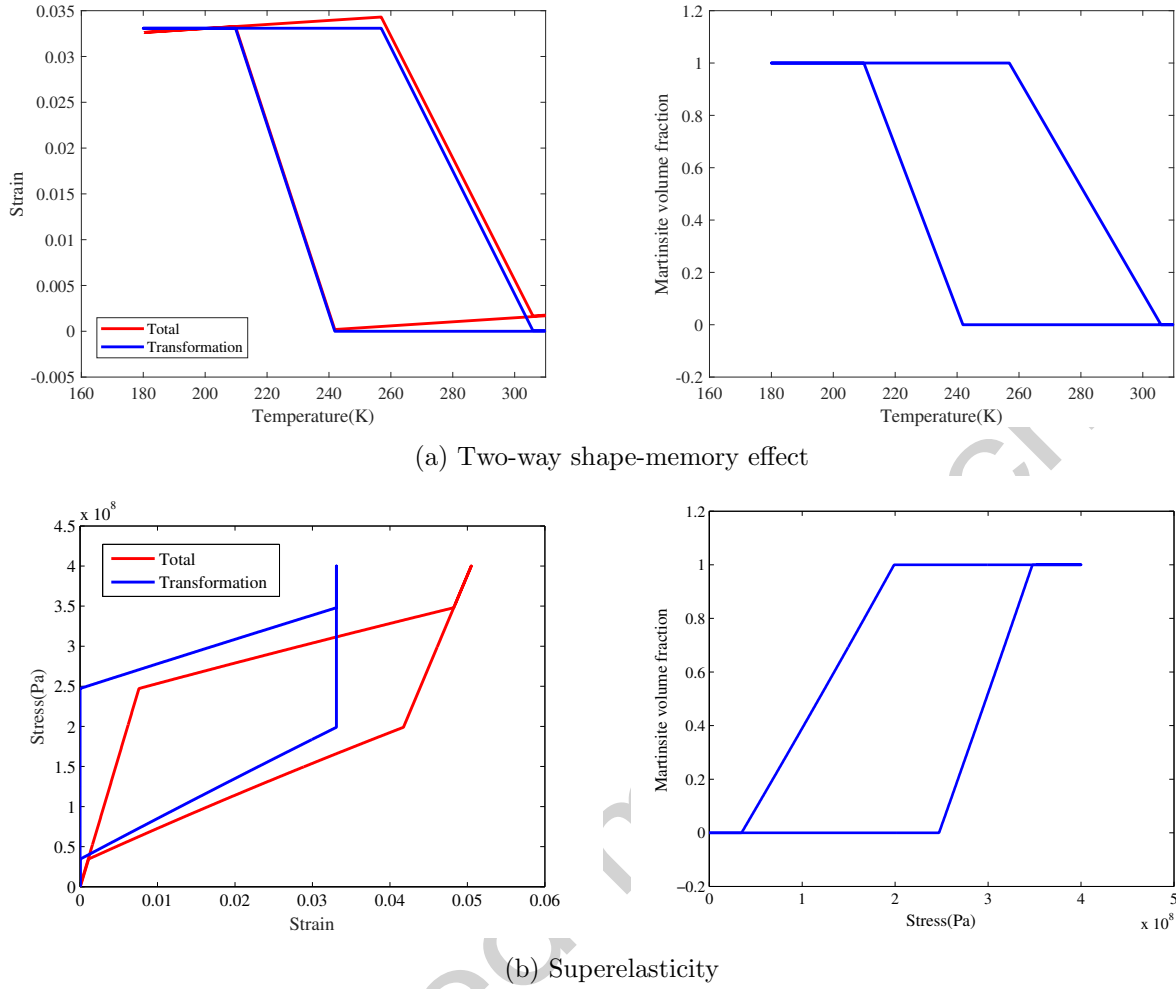 0.035
0.03
0.025
0.02
0.015
0.01
0.005
0
-0.005
Strain
160 180 200 220 240 260 280 300
Temperature(K)
Total
Transformation
1.2
1
0.8
0.6
0.4
0.2
0
-0.2
Martinsite volume fraction
160 180 200 220 240 260 280 300
Temperature(K)
(a) Two-way shape-memory effect
x 10^8
4.5
4
3.5
3
2.5
2
1.5
1
0.5
0
Stress(Pa)
0 0.01 0.02 0.03 0.04 0.05 0.06
Strain
Total
Transformation
1.2
1
0.8
0.6
0.4
0.2
0
−0.2
Martinsite volume fraction
0 1 2 3 4 5
Stress(Pa)
x 10^8
(b) Superelasticity